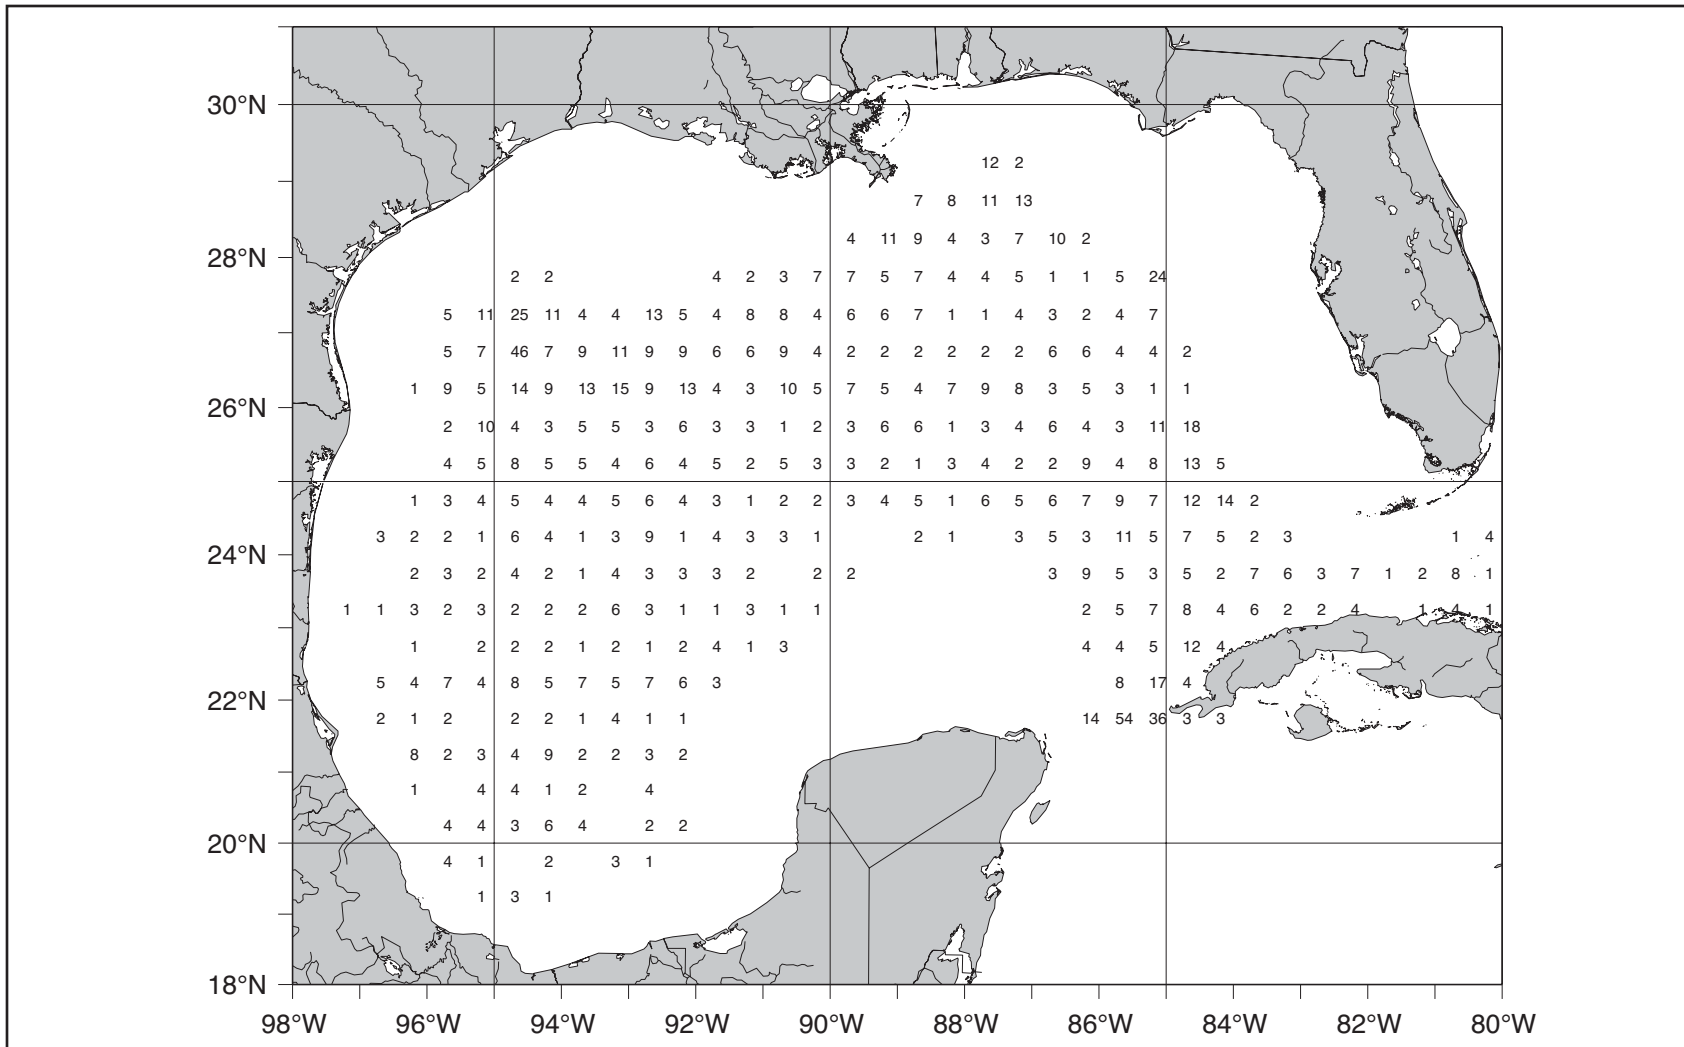 30°N
12 2
7 8 11 13
4 11 9 4 3 7 10 2
28°N
2 2 4 2 3 7 7 5 7 4 4 5 1 1 5 24
5 11 25 11 4 4 13 5 4 8 8 4 6 6 7 1 1 4 3 2 4 7
5 7 46 7 9 11 9 9 6 6 9 4 2 2 2 2 2 2 6 6 4 4 2
1 9 5 14 9 13 15 9 13 4 3 10 5 7 5 4 7 9 8 3 5 3 1 1
26°N
2 10 4 3 5 5 3 6 3 3 1 2 3 6 6 1 3 4 6 4 3 11 18
4 5 8 5 5 4 6 4 5 2 5 3 3 2 1 3 4 2 2 9 4 8 13 5
1 3 4 5 4 4 5 6 4 3 1 2 2 3 4 5 1 6 5 6 7 9 7 12 14 2
3 2 2 1 6 4 1 3 9 1 4 3 3 1 2 1 3 5 3 11 5 7 5 2 3 1 4
24°N
2 3 2 4 2 1 4 3 3 3 2 2 2 3 9 5 3 5 2 7 6 3 7 1 2 8 1
1 1 3 2 3 2 2 2 6 3 1 1 3 1 1 2 5 7 8 4 6 2 2 4 1 4 1
1 2 2 2 1 2 1 2 4 1 3 4 4 5 12 4
5 4 7 4 8 5 7 5 7 6 3 8 17 4
22°N
2 1 2 2 2 1 4 1 1 14 54 36 3 3
8 2 3 4 9 2 2 3 2
1 4 4 1 2 4
4 4 3 6 4 2 2
20°N
4 1 2 3 1
1 3 1
18°N
98°W 96°W 94°W 92°W 90°W 88°W 86°W 84°W 82°W 80°W